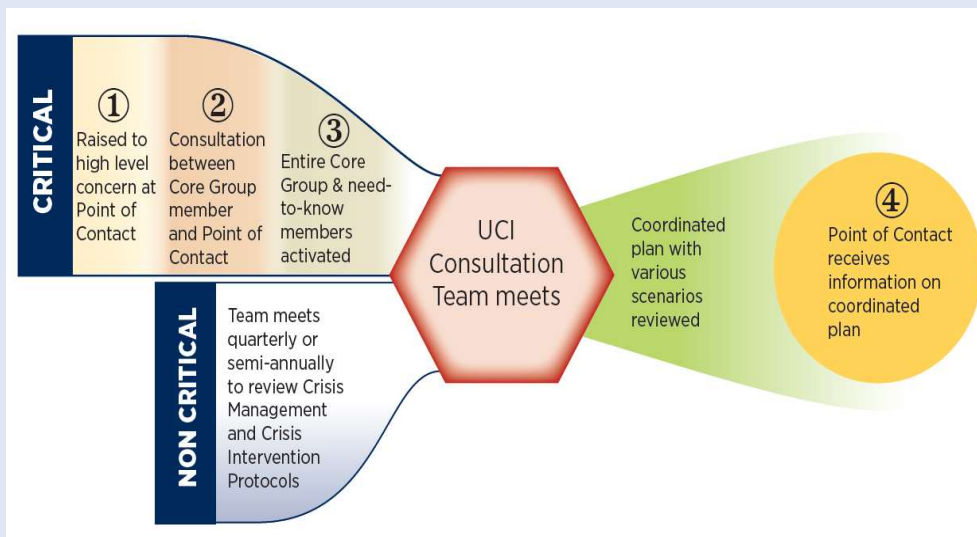 CRITICAL
①
Raised to
high level
concern at
Point of
Contact
②
Consultation
between
Core Group
member
and Point of
Contact
③
Entire Core
Group & need-
to-know
members
activated
NON CRITICAL
Team meets
quarterly or
semi-annually
to review Crisis
Management
and Crisis
Intervention
Protocols
UCI
Consultation
Team meets
Coordinated
plan with
various
scenarios
reviewed
④
Point of Contact
receives
information on
coordinated
plan